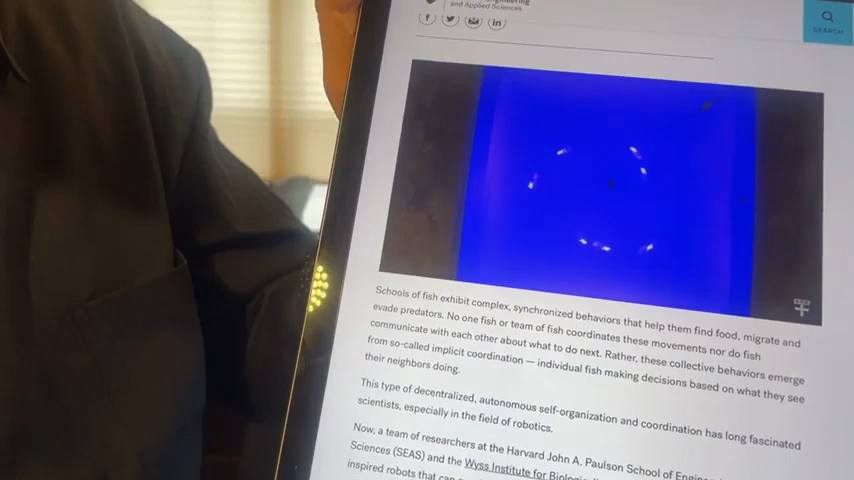 and Applied Sciences
SEARCH
Schools of fish exhibit complex, synchronized behaviors that help them find food, migrate and
evade predators. No one fish or team of fish coordinates these movements nor do fish
communicate with each other about what to do next. Rather, these collective behaviors emerge
from so-called implicit coordination — individual fish making decisions based on what they see
their neighbors doing.
This type of decentralized, autonomous self-organization and coordination has long fascinated
scientists, especially in the field of robotics.
Now, a team of researchers at the Harvard John A. Paulson School of
Sciences (SEAS) and the Wyss Institute for
inspired robots that can